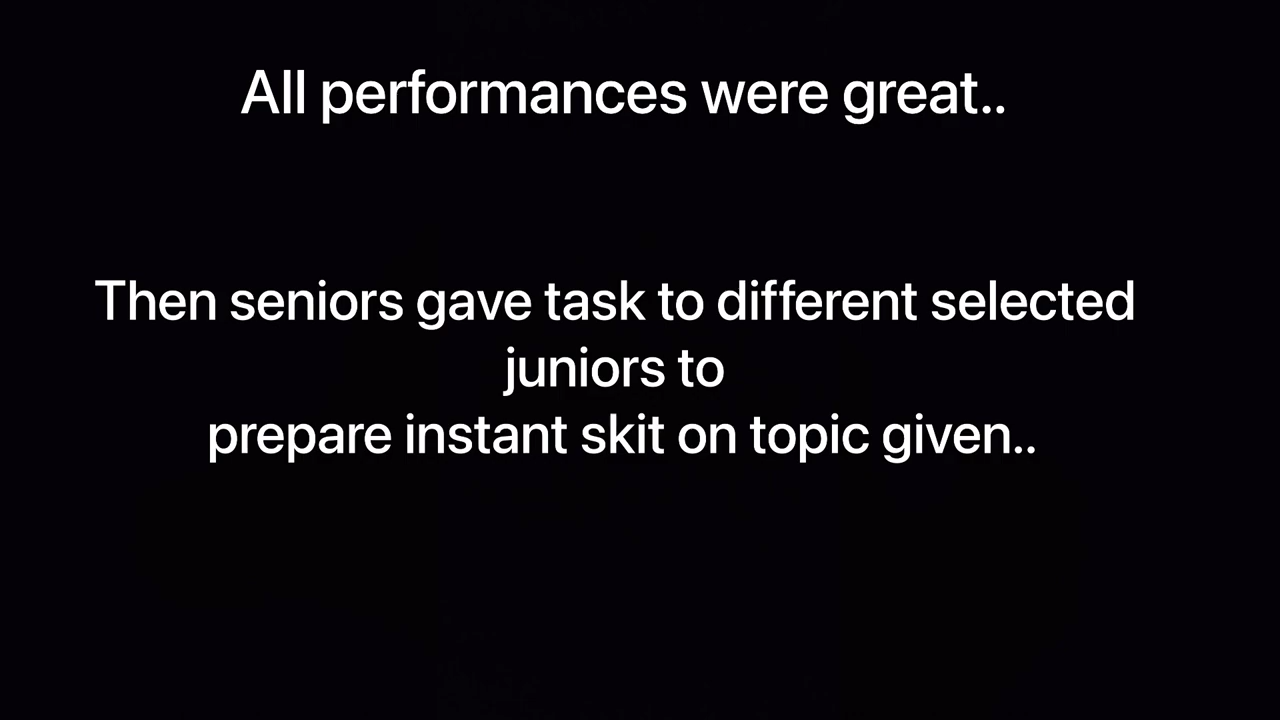 All performances were great..
Then seniors gave task to different selected
juniors to
prepare instant skit on topic given..